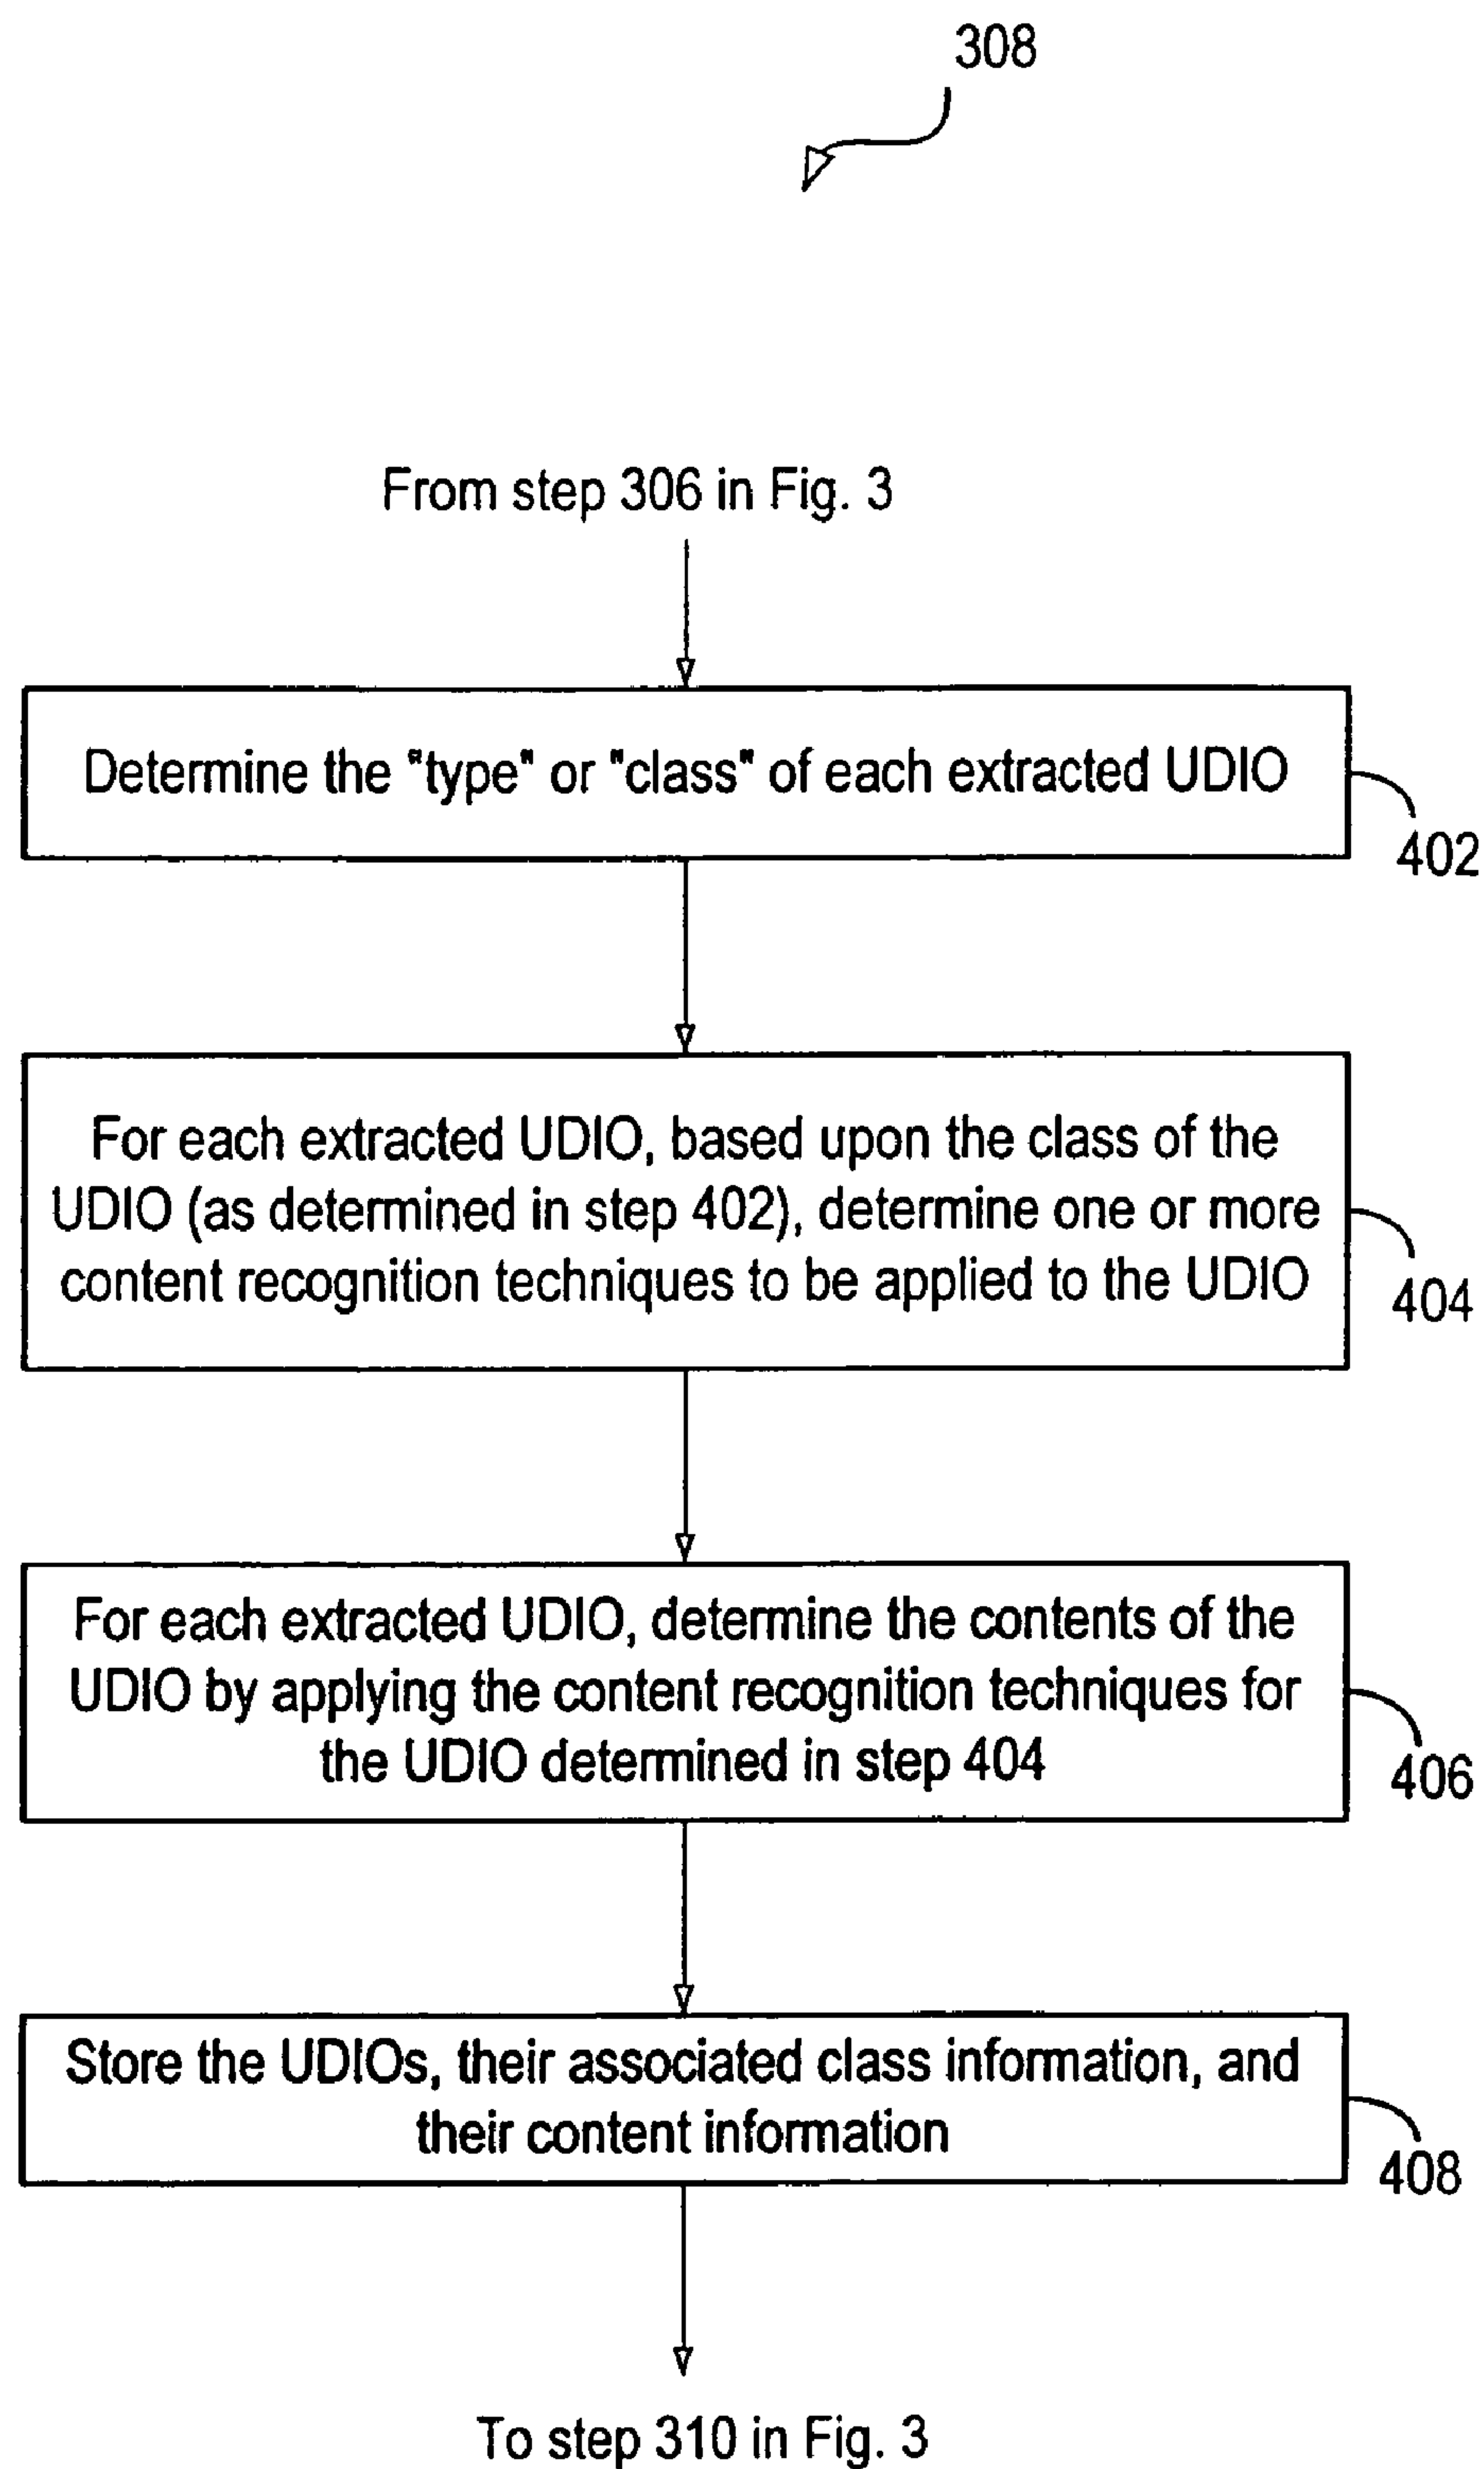 308
From step 306 in Fig. 3
Determine the "type" or "class" of each extracted UDIO
402
For each extracted UDIO, based upon the class of the
UDIO (as determined in step 402), determine one or more
content recognition techniques to be applied to the UDIO
404
For each extracted UDIO, determine the contents of the
UDIO by applying the content recognition techniques for
the UDIO determined in step 404
406
Store the UDIOs, their associated class information, and
their content information
408
To step 310 in Fig. 3